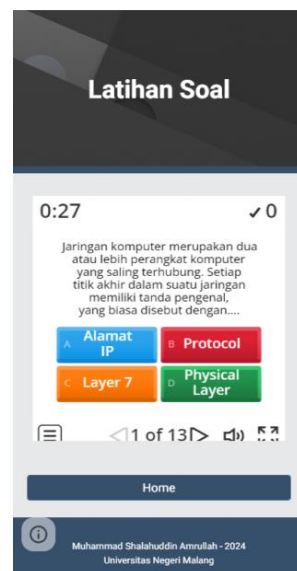 Latihan Soal
0:27
✓ 0
Jaringan komputer merupakan dua
atau lebih perangkat komputer
yang saling terhubung. Setiap
titik akhir dalam suatu jaringan
memiliki tanda pengenal,
yang biasa disebut dengan....
A Alamat
IP
B Protocol
C Layer 7
D Physical
Layer
1 of 13
Home
Muhammad Shalahuddin Amrullah - 2024
Universitas Negeri Malang